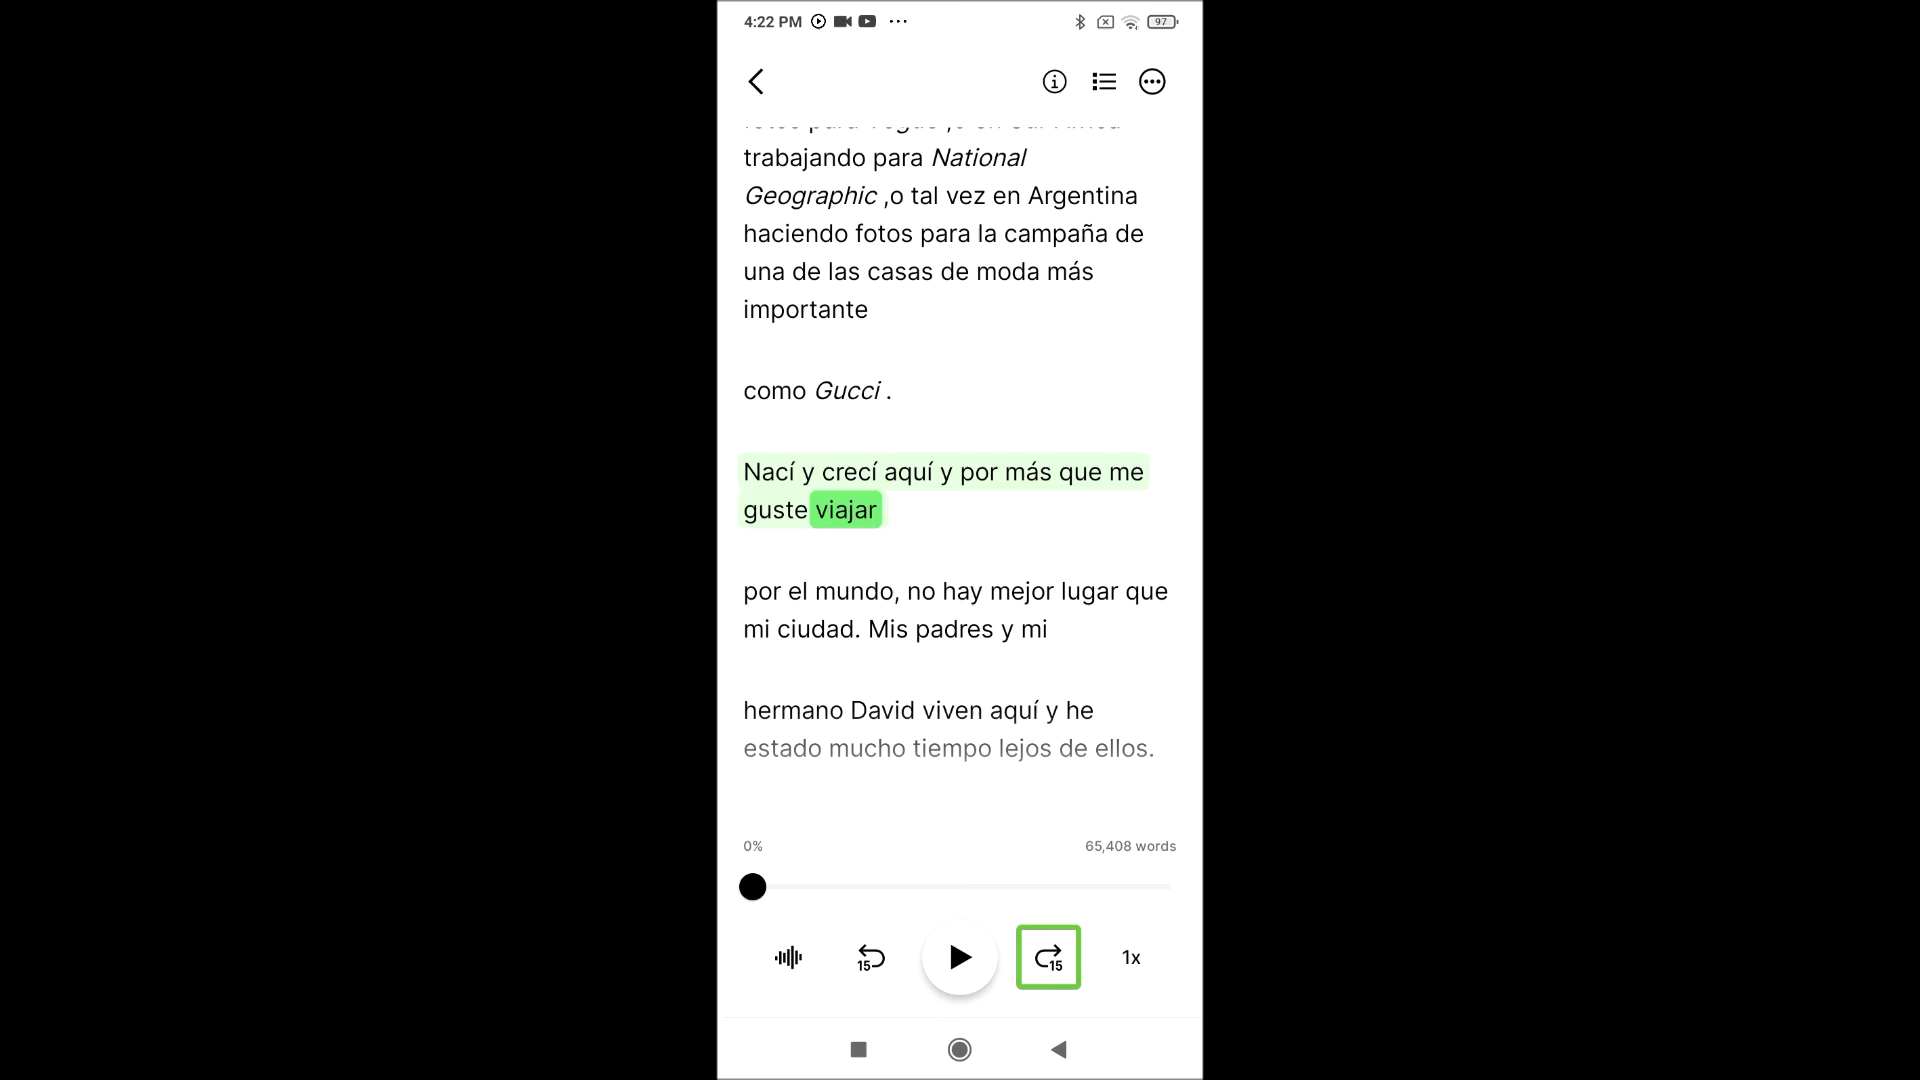 4:22 PM
97
trabajando para National
Geographic ,o tal vez en Argentina
haciendo fotos para la campaña de
una de las casas de moda más
importante
como Gucci .
Nací y crecí aquí y por más que me
guste viajar
por el mundo, no hay mejor lugar que
mi ciudad. Mis padres y mi
hermano David viven aquí y he
estado mucho tiempo lejos de ellos.
0%
65,408 words
15
15
1x